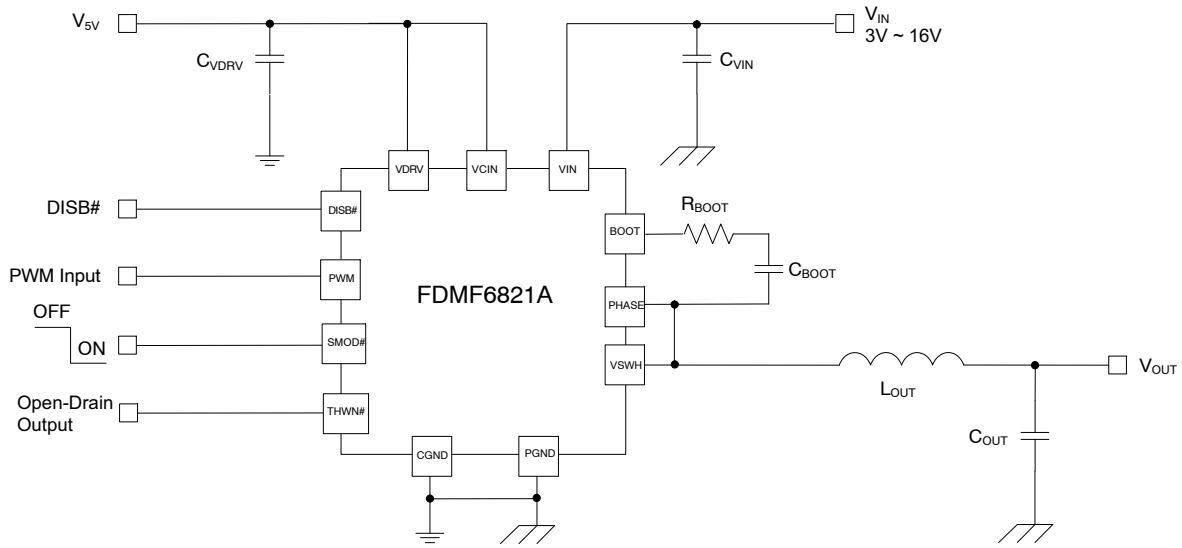 V5V
VIN
3V ~ 16V
CVDRV
CVIN
VDRV
VCIN
VIN
DISB#
DISB#
RBOOT
BOOT
PWM Input
PWM
CBOOT
FDMF6821A
PHASE
OFF
ON
SMOD#
VSWH
VOUT
LOUT
Open-Drain
Output
THWN#
COUT
CGND
PGND